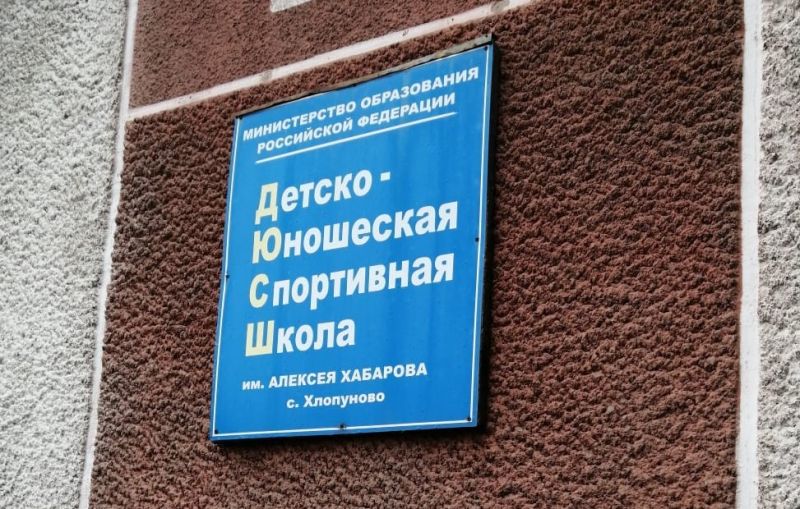 МИНИСТЕРСТВО ОБРАЗОВАНИЯ
РОССИЙСКОЙ ФЕДЕРАЦИИ
Детско-
Юношеская
Спортивная
Школа
им. АЛЕКСЕЯ ХАБАРОВА
с. Хлопуново